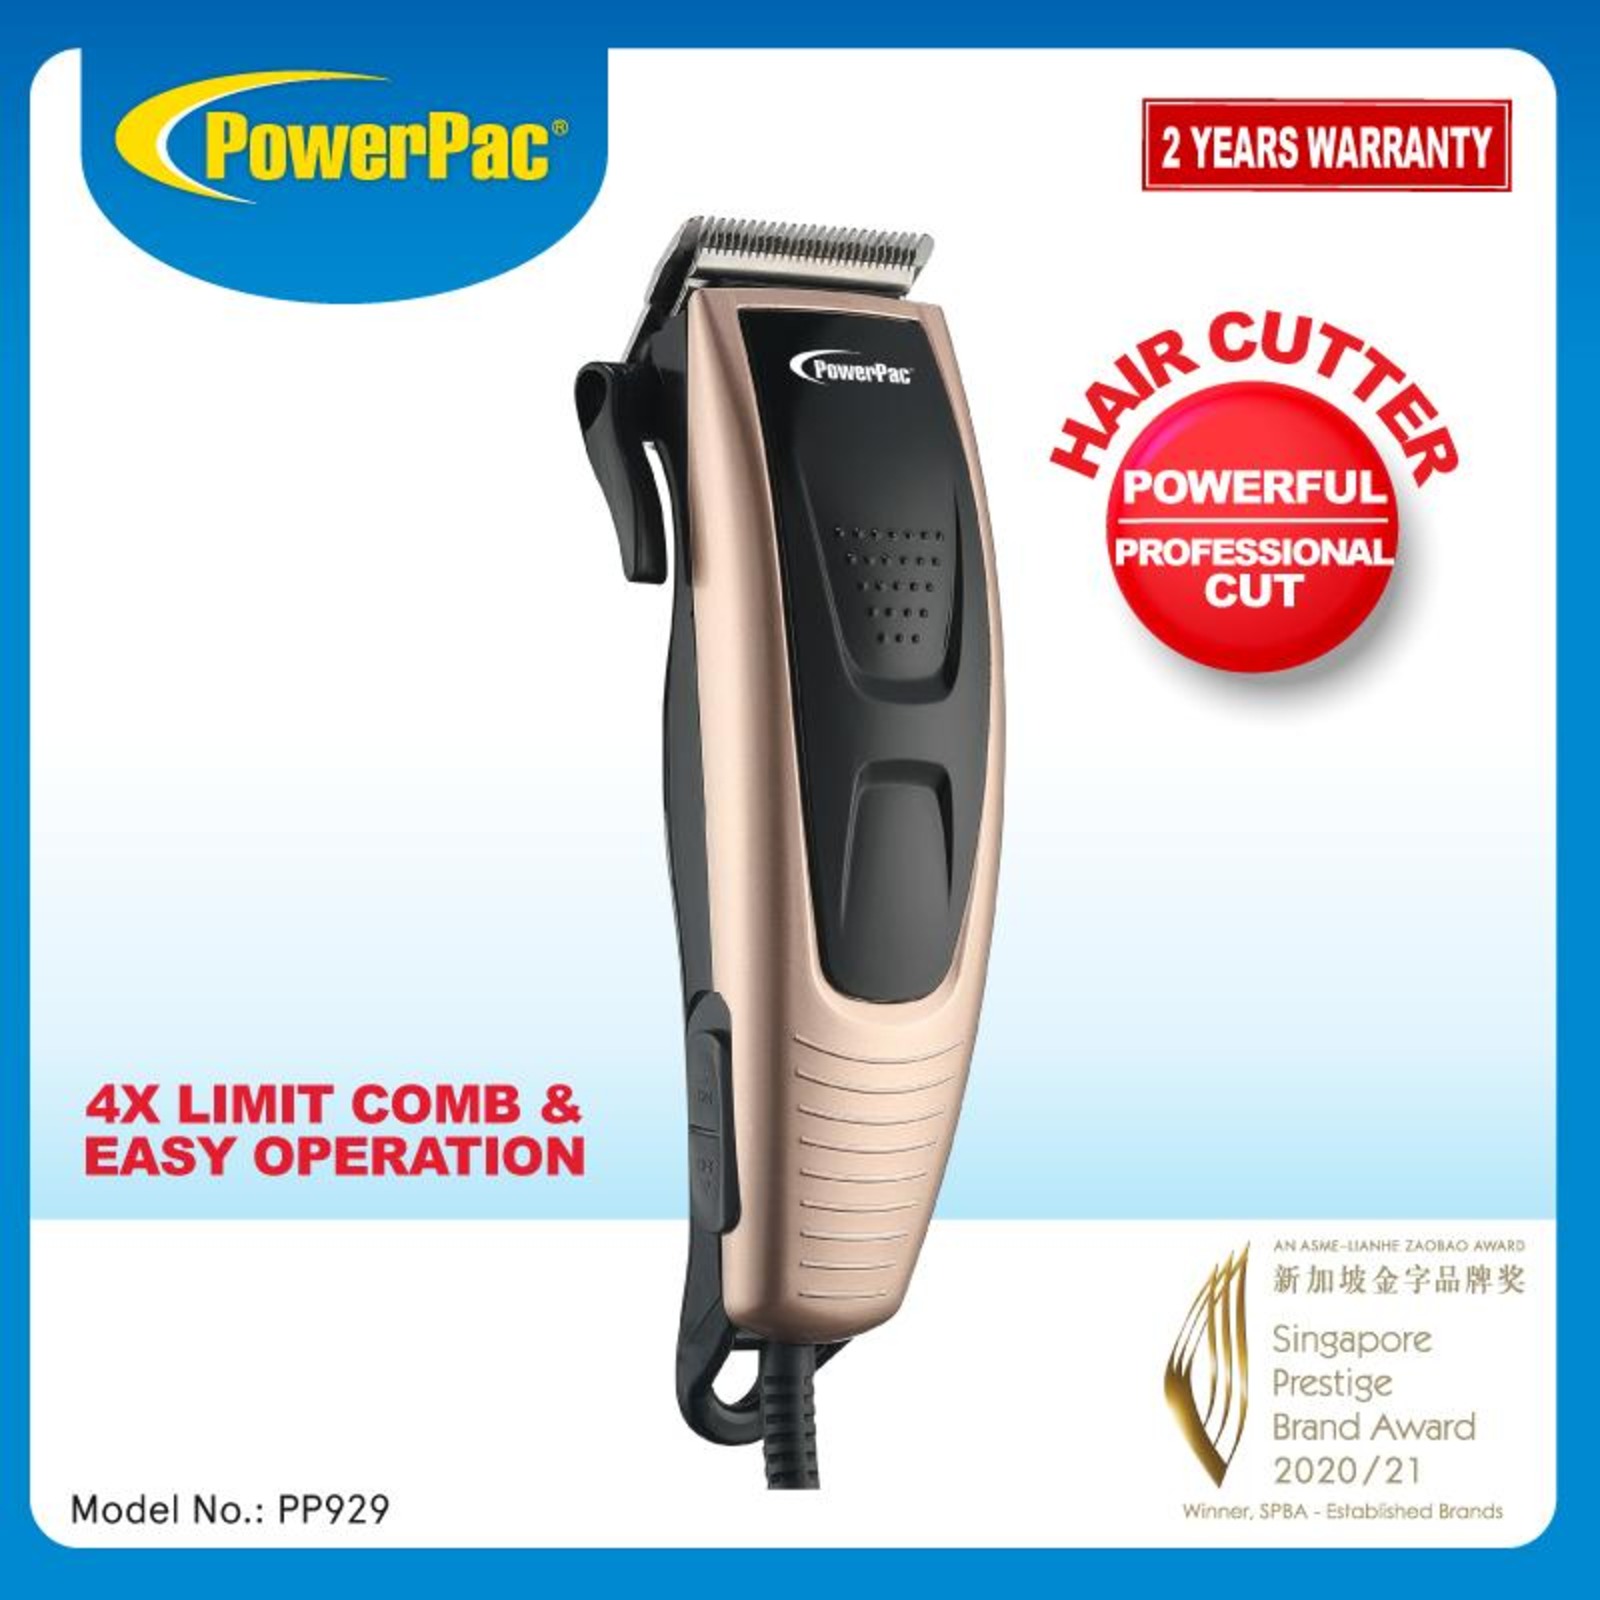 PowerPac®
2 YEARS WARRANTY
PowerPac
HAIR CUTTER
POWERFUL
PROFESSIONAL
CUT
4X LIMIT COMB &
EASY OPERATION
ON
OFF
AN ASME-LIANHE ZAOBAO AWARD
新加坡金字品牌奖
Singapore
Prestige
Brand Award
2020/21
Winner, SPBA - Established Brands
Model No.: PP929